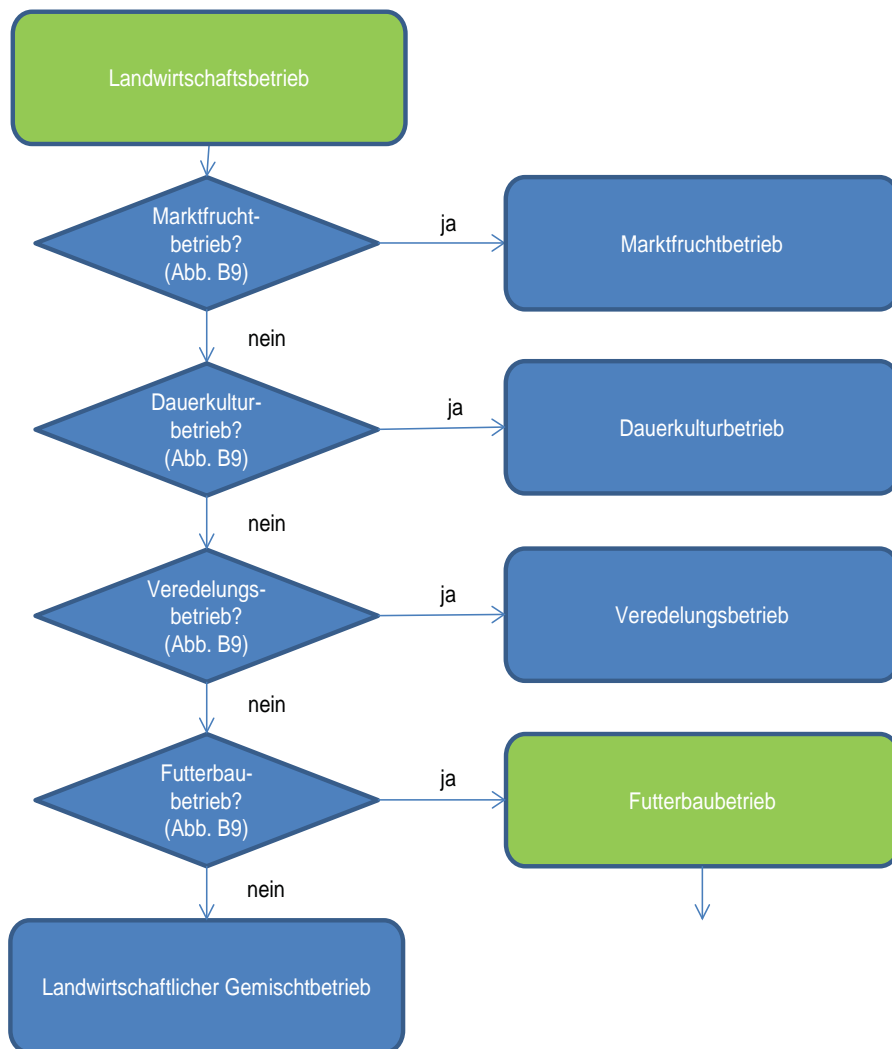 Landwirtschaftsbetrieb
Marktfrucht-
betrieb?
(Abb. B9)
ja
Marktfruchtbetrieb
nein
Dauerkultur-
betrieb?
(Abb. B9)
ja
Dauerkulturbetrieb
nein
Veredelungs-
betrieb?
(Abb. B9)
ja
Veredelungsbetrieb
nein
Futterbau-
betrieb?
(Abb. B9)
ja
Futterbaubetrieb
nein
Landwirtschaftlicher Gemischtbetrieb